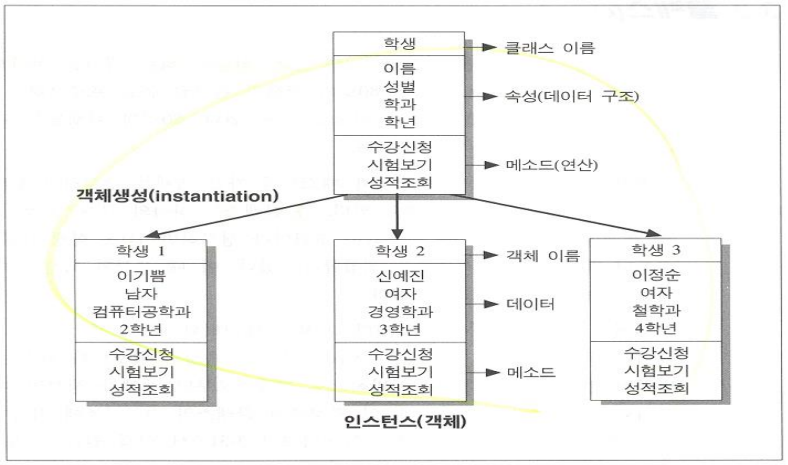 학생
클래스 이름
이름
성별
학과
학년
속성(데이터 구조)
수강신청
시험보기
성적조회
메소드(연산)
객체생성(instantiation)
학생 1
이기쁨
남자
컴퓨터공학과
2학년
수강신청
시험보기
성적조회
학생 2
신예진
여자
경영학과
3학년
수강신청
시험보기
성적조회
객체 이름
데이터
메소드
학생 3
이정순
여자
철학과
4학년
수강신청
시험보기
성적조회
인스턴스(객체)